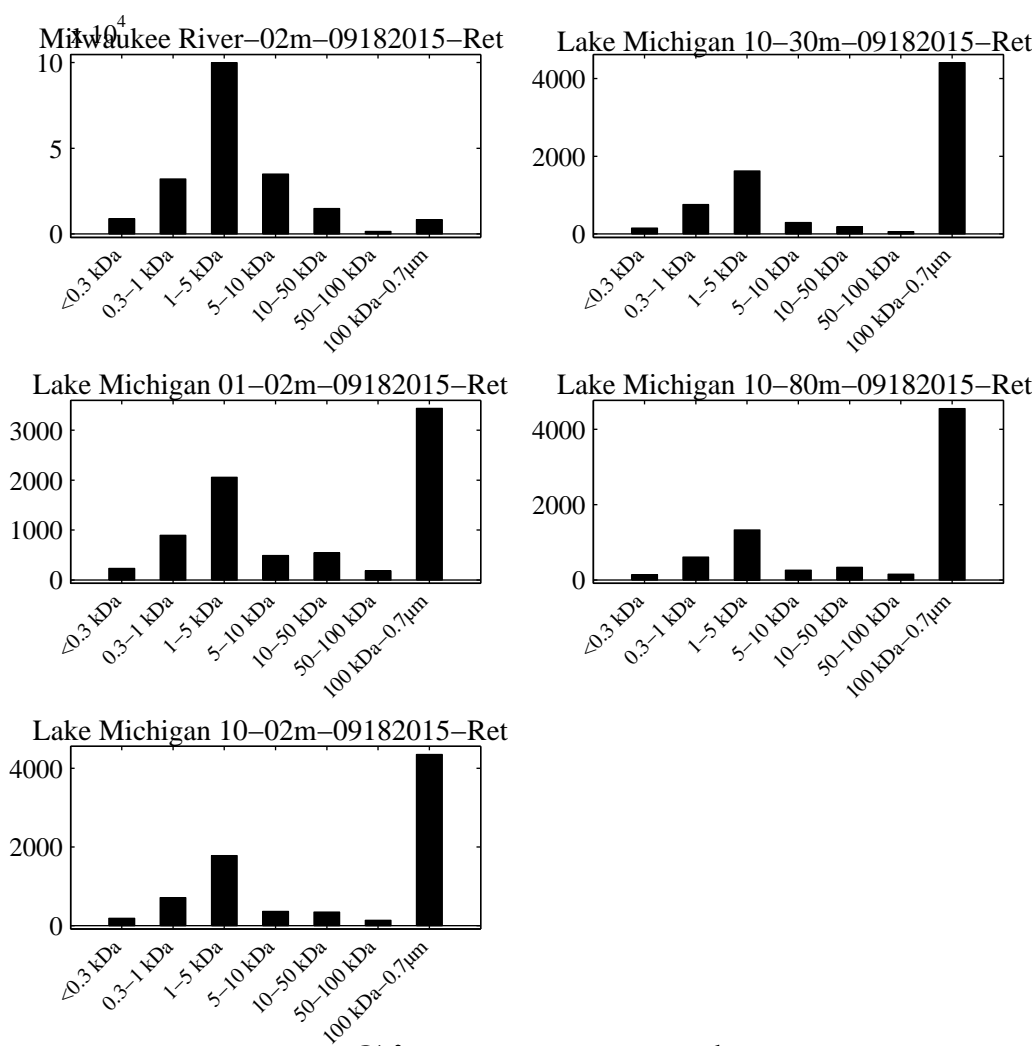 x 10^4
Milwaukee River–02m–09182015–Ret
10
5
0
<0.3 kDa
0.3–1 kDa
1–5 kDa
5–10 kDa
10–50 kDa
50–100 kDa
100 kDa–0.7µm
Lake Michigan 10–30m–09182015–Ret
4000
2000
0
<0.3 kDa
0.3–1 kDa
1–5 kDa
5–10 kDa
10–50 kDa
50–100 kDa
100 kDa–0.7µm
Lake Michigan 01–02m–09182015–Ret
3000
2000
1000
0
<0.3 kDa
0.3–1 kDa
1–5 kDa
5–10 kDa
10–50 kDa
50–100 kDa
100 kDa–0.7µm
Lake Michigan 10–80m–09182015–Ret
4000
2000
0
<0.3 kDa
0.3–1 kDa
1–5 kDa
5–10 kDa
10–50 kDa
50–100 kDa
100 kDa–0.7µm
Lake Michigan 10–02m–09182015–Ret
4000
2000
0
<0.3 kDa
0.3–1 kDa
1–5 kDa
5–10 kDa
10–50 kDa
50–100 kDa
100 kDa–0.7µm